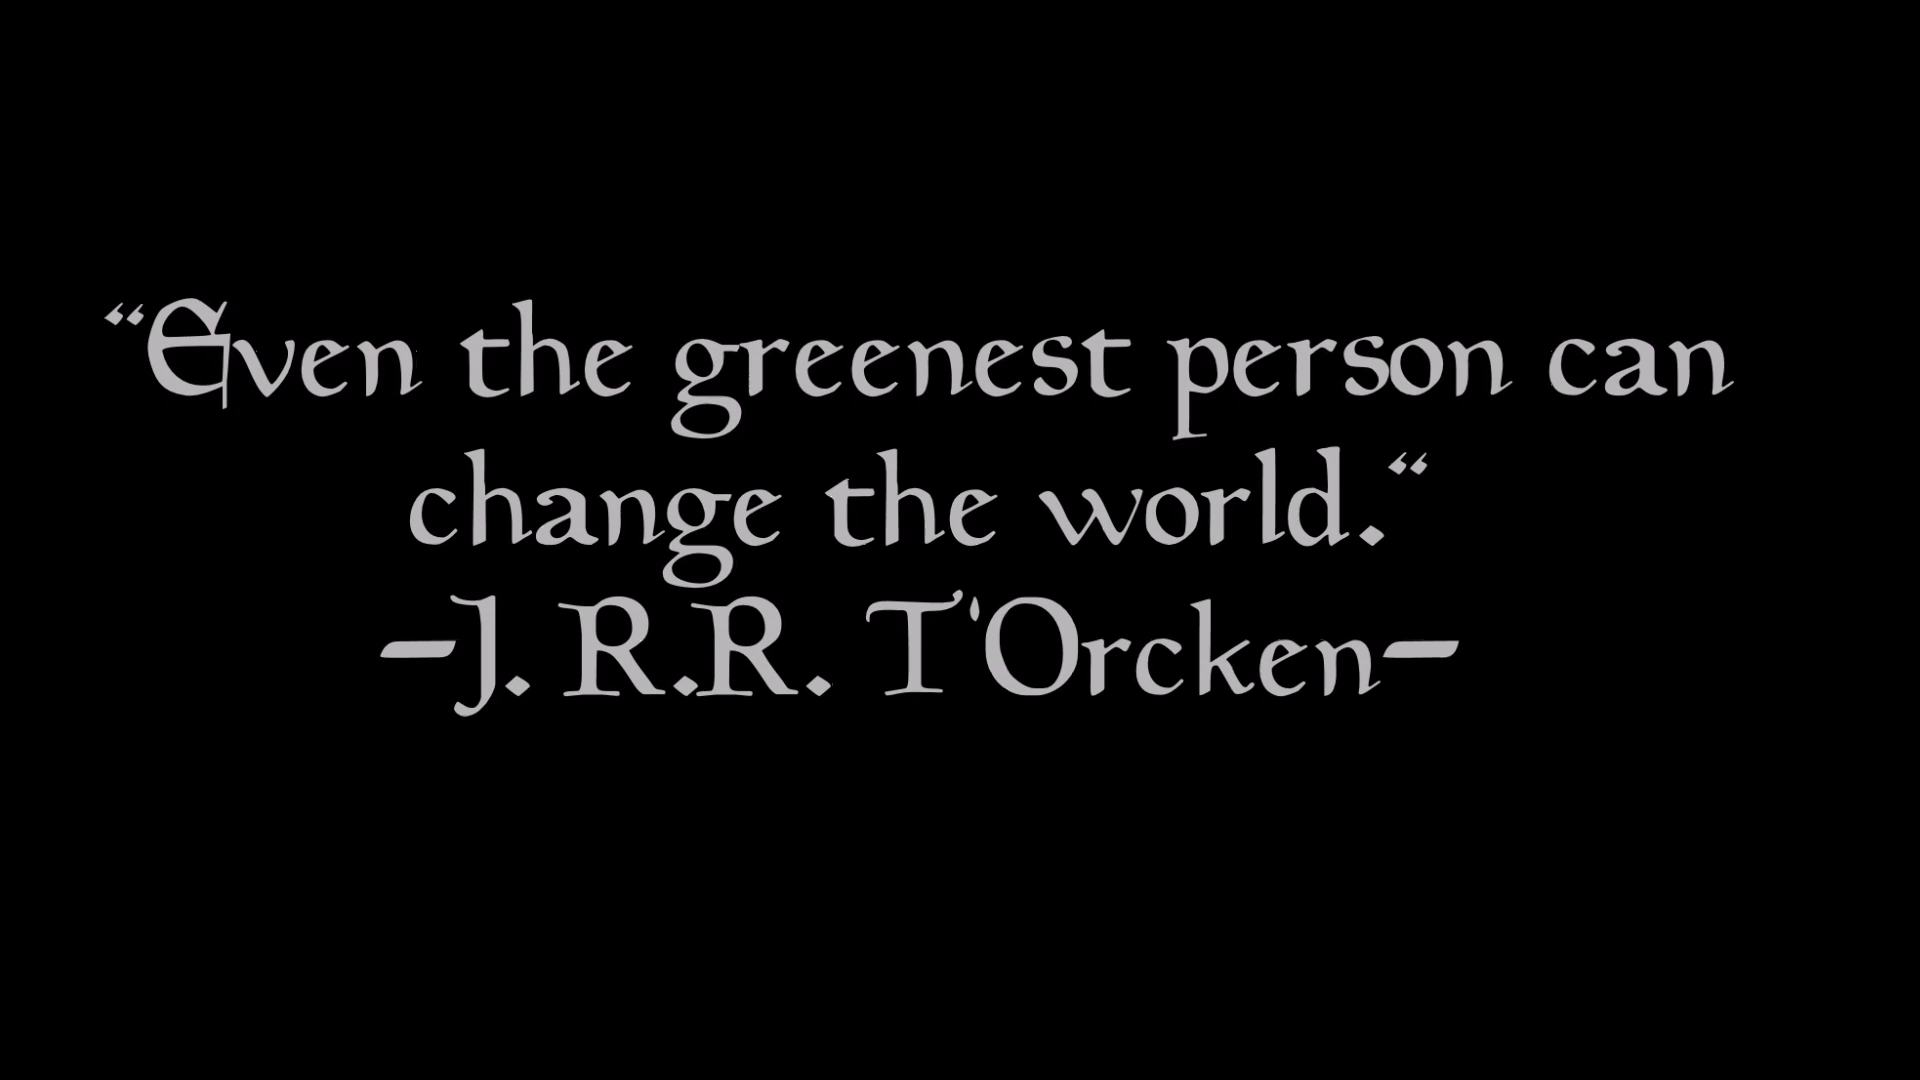 “Even the greenest person can
change the world.“
-J. R.R. T'Orcken-